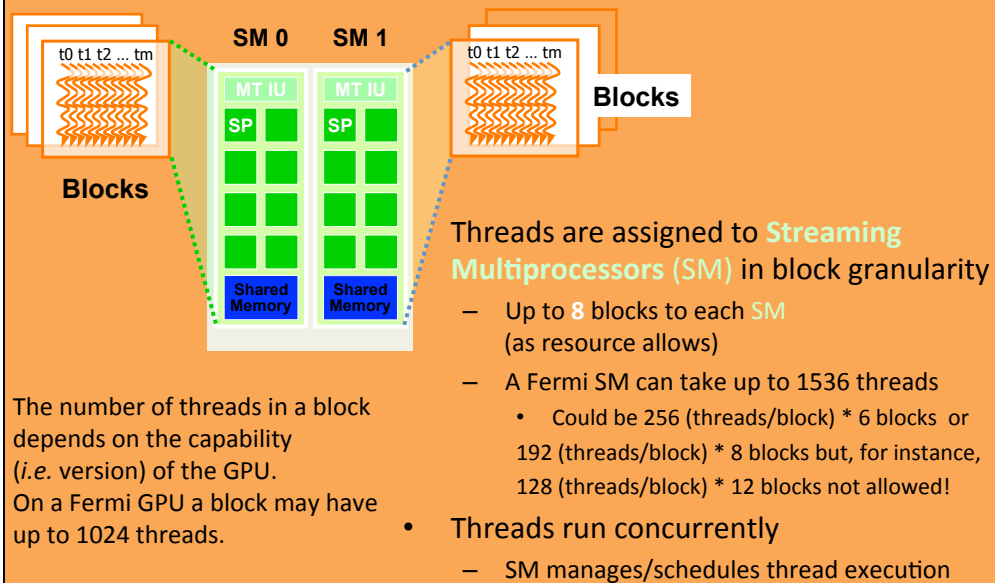 SM 0 SM 1
t0 t1 t2 ... tm
t0 t1 t2 ... tm
MT IU
MT IU
SP
SP
Blocks
Blocks
Shared
Memory
Shared
Memory
Threads are assigned to Streaming
Multiprocessors (SM) in block granularity
– Up to 8 blocks to each SM
(as resource allows)
– A Fermi SM can take up to 1536 threads
• Could be 256 (threads/block) * 6 blocks or
192 (threads/block) * 8 blocks but, for instance,
128 (threads/block) * 12 blocks not allowed!
• Threads run concurrently
– SM manages/schedules thread execution
The number of threads in a block
depends on the capability
(i.e. version) of the GPU.
On a Fermi GPU a block may have
up to 1024 threads.